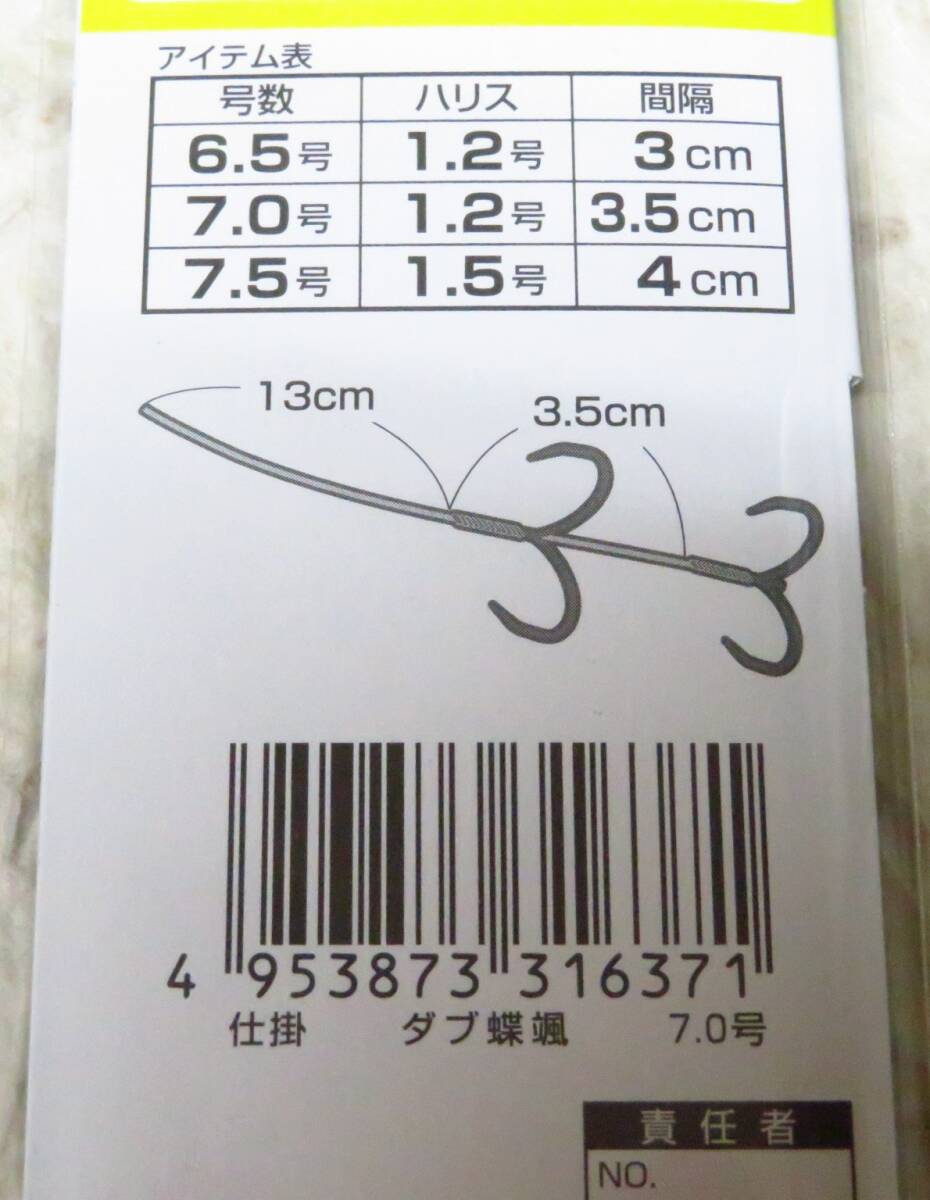 アイテム表
号数 ハリス 間隔
6.5号 1.2号 3cm
7.0号 1.2号 3.5cm
7.5号 1.5号 4cm
13cm
3.5cm
4 953873 316371
仕掛 ダブ蝶颯 7.0号
責任者
NO.